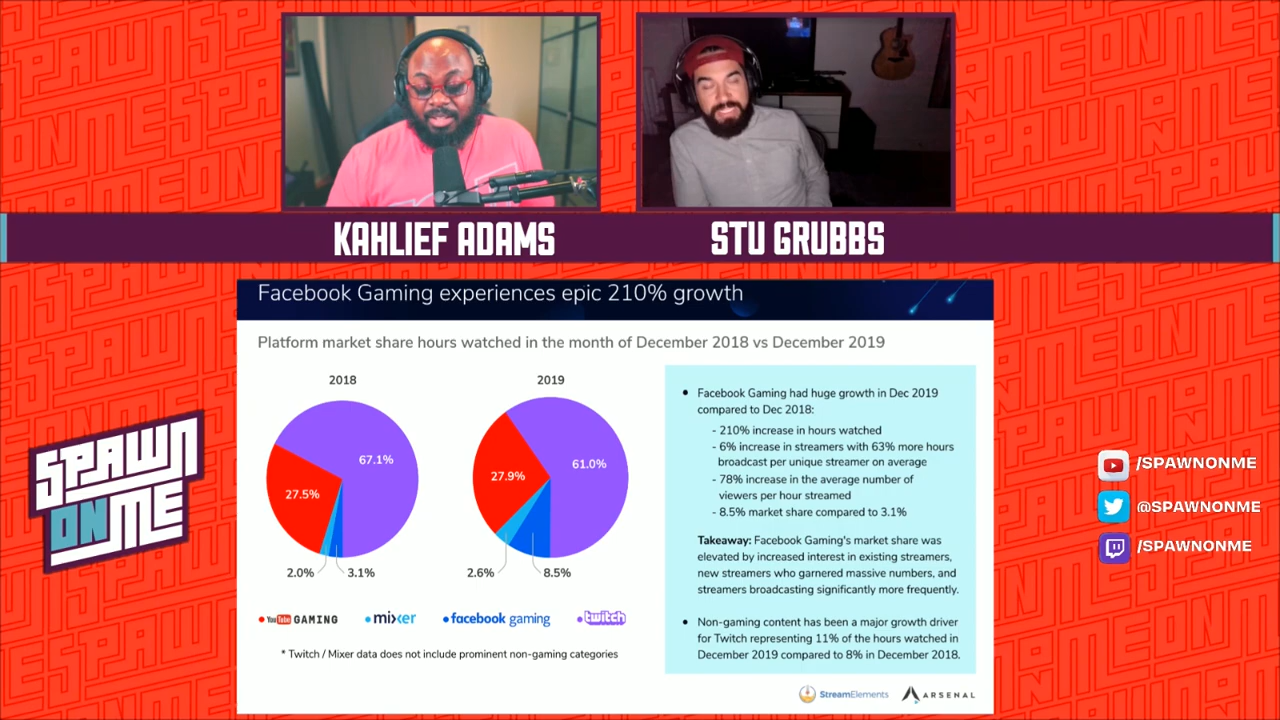 KAHLIEF ADAMS
STU GRUBBS
Facebook Gaming experiences epic 210% growth
Platform market share hours watched in the month of December 2018 vs December 2019
2018
2019
67.1%
27.5%
2.0%
3.1%
61.0%
27.9%
2.6%
8.5%
YouTube GAMING
mixer
facebook gaming
twitch
* Twitch / Mixer data does not include prominent non-gaming categories
• Facebook Gaming had huge growth in Dec 2019
compared to Dec 2018:
- 210% increase in hours watched
- 6% increase in streamers with 63% more hours
broadcast per unique streamer on average
- 78% increase in the average number of
viewers per hour streamed
- 8.5% market share compared to 3.1%
Takeaway: Facebook Gaming's market share was
elevated by increased interest in existing streamers,
new streamers who garnered massive numbers, and
streamers broadcasting significantly more frequently.
• Non-gaming content has been a major growth driver
for Twitch representing 11% of the hours watched in
December 2019 compared to 8% in December 2018.
StreamElements
ARSENAL
SPAWN
ON ME
/SPAWNONME
@SPAWNONME
/SPAWNONME